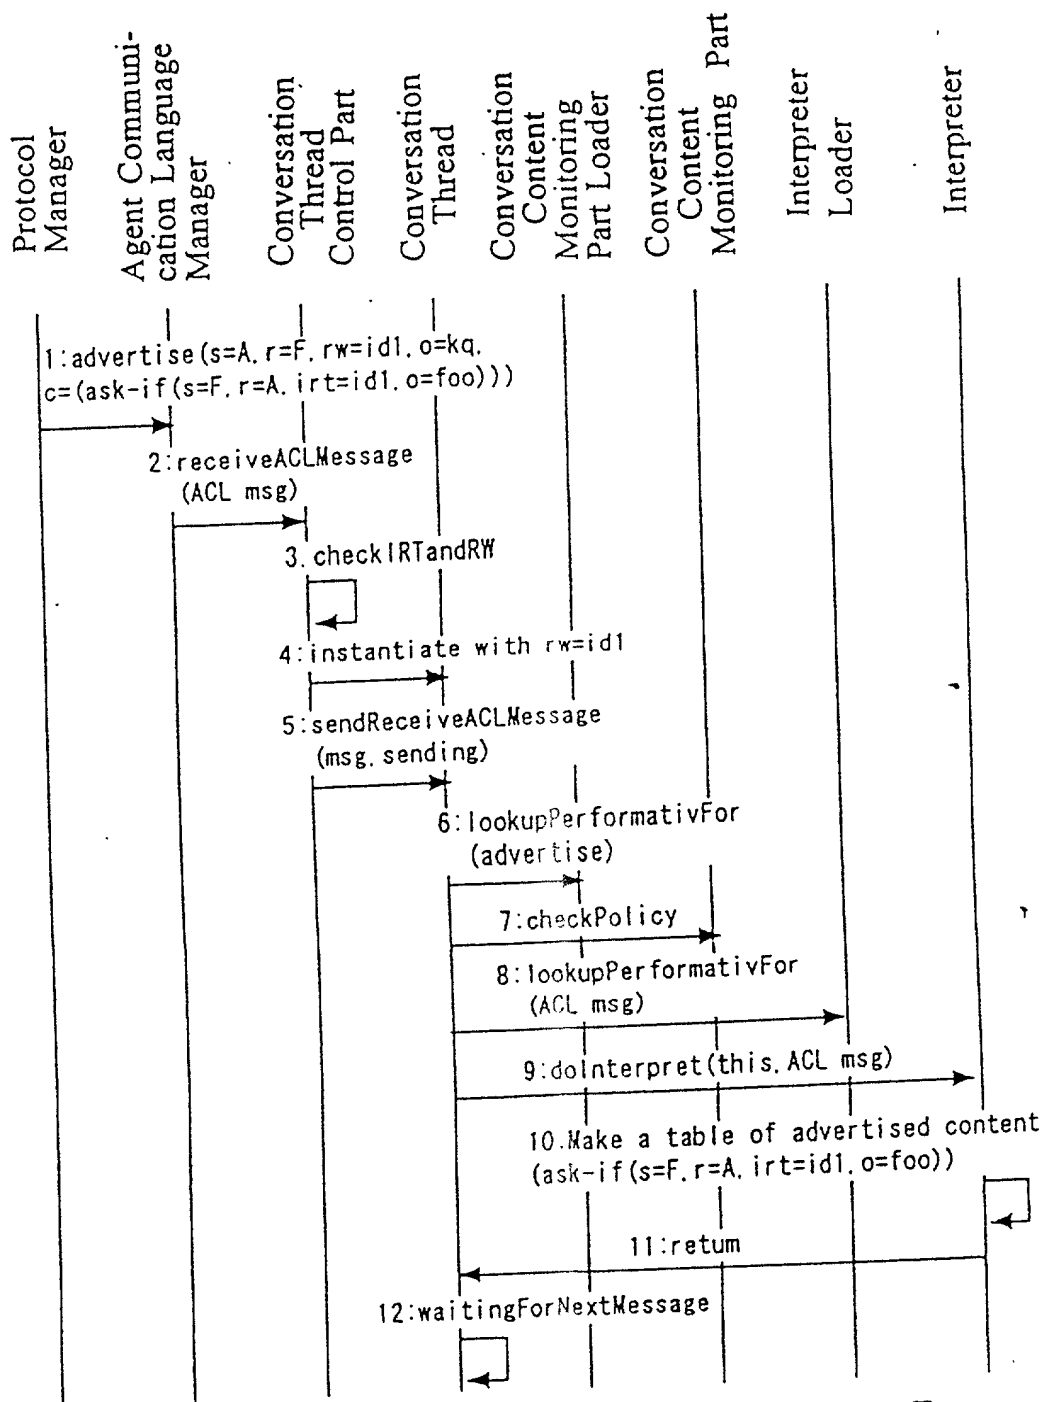 Protocol
Manager
Agent Communi-
cation Language
Manager
Conversation
Thread
Control Part
Conversation
Thread
Conversation
Content
Monitoring
Part Loader
Conversation
Content
Monitoring Part
Interpreter
Loader
Interpreter
1:advertise(s=A, r=F, rw=id1, o=kq,
c=(ask-if(s=F, r=A, irt=id1, o=foo)))
2:receiveACLMessage
(ACL msg)
3. checkIRTandRW
4:instantiate with rw=id1
5:sendReceiveACLMessage
(msg, sending)
6:lookupPerformativFor
(advertise)
7:checkPolicy
8:lookupPerformativFor
(ACL msg)
9:doInterpret(this, ACL msg)
10.Make a table of advertised content
(ask-if(s=F, r=A, irt=id1, o=foo))
11:return
12:waitingForNextMessage